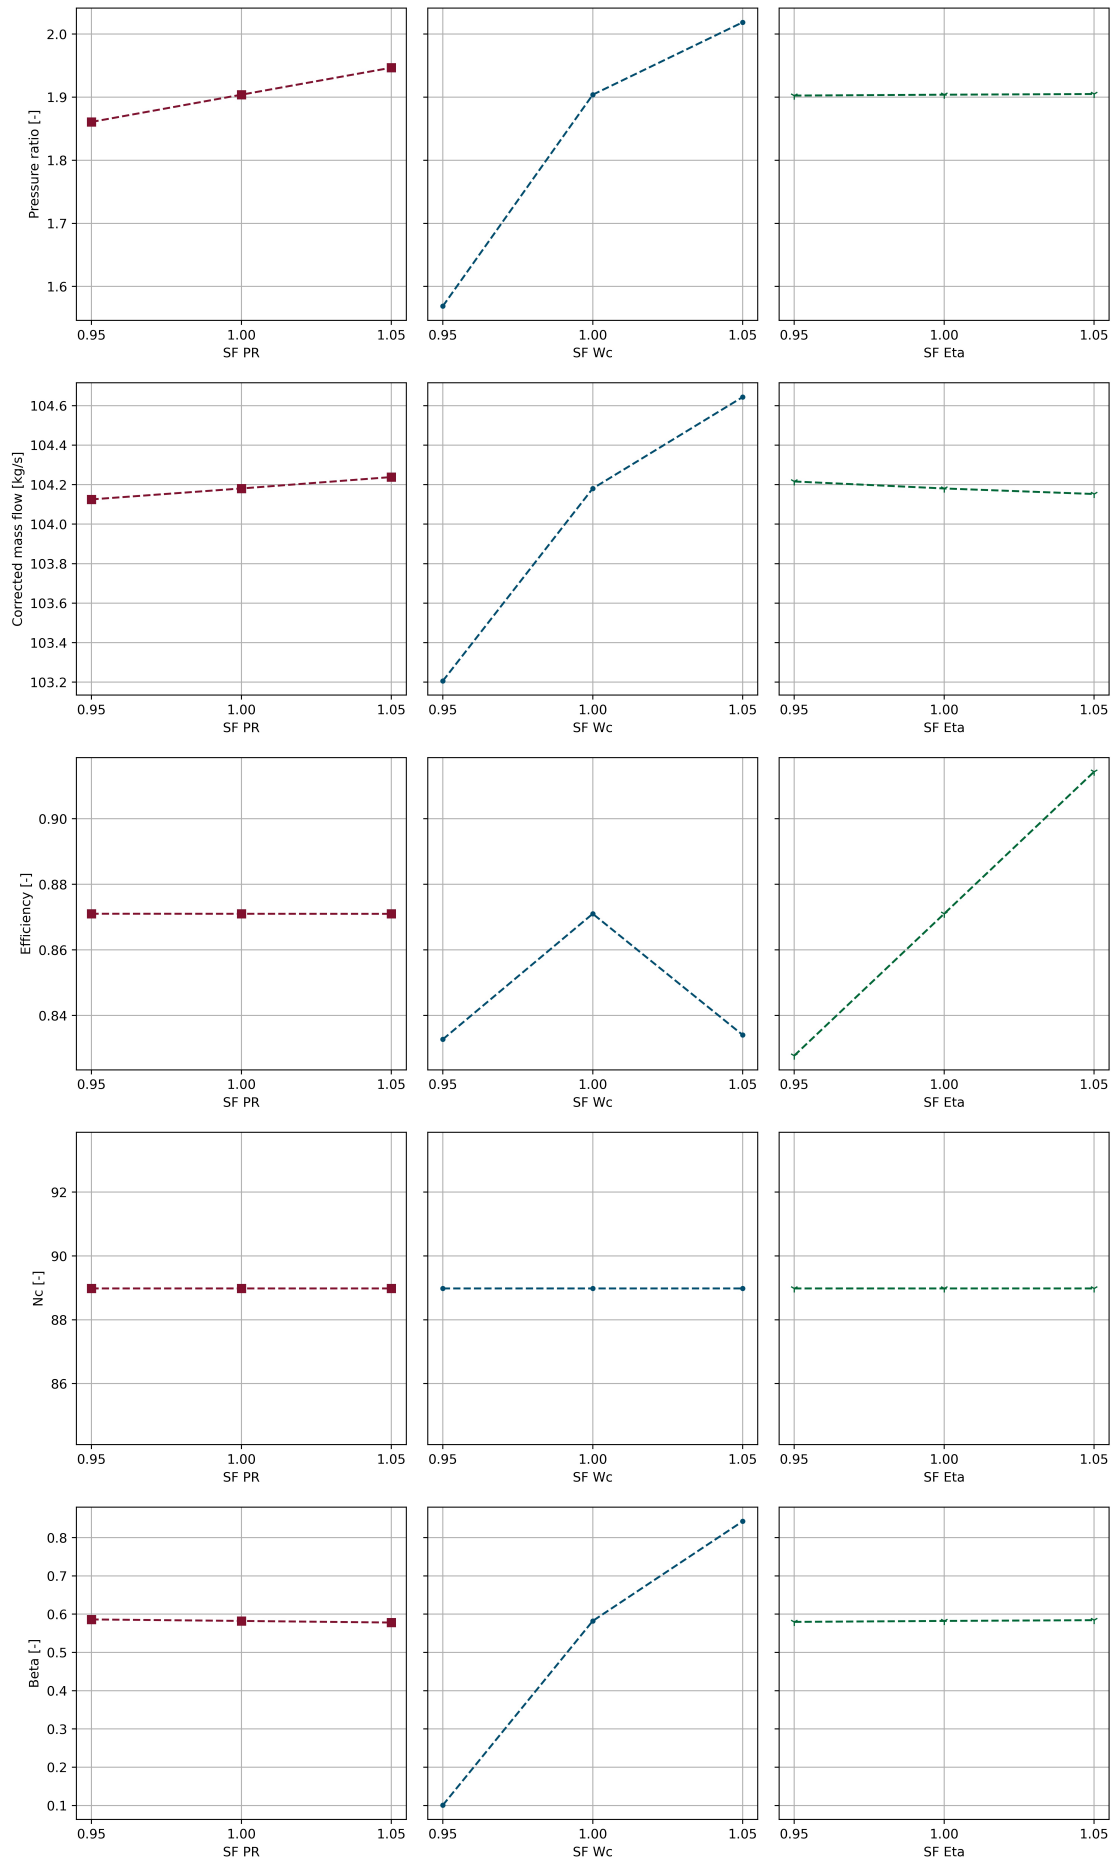 Pressure ratio [-]
2.0
1.9
1.8
1.7
1.6
0.95 1.00 1.05
SF PR
0.95 1.00 1.05
SF Wc
0.95 1.00 1.05
SF Eta
Corrected mass flow [kg/s]
104.6
104.4
104.2
104.0
103.8
103.6
103.4
103.2
0.95 1.00 1.05
SF PR
0.95 1.00 1.05
SF Wc
0.95 1.00 1.05
SF Eta
Efficiency [-]
0.90
0.88
0.86
0.84
0.95 1.00 1.05
SF PR
0.95 1.00 1.05
SF Wc
0.95 1.00 1.05
SF Eta
Nc [-]
92
90
88
86
0.95 1.00 1.05
SF PR
0.95 1.00 1.05
SF Wc
0.95 1.00 1.05
SF Eta
Beta [-]
0.8
0.7
0.6
0.5
0.4
0.3
0.2
0.1
0.95 1.00 1.05
SF PR
0.95 1.00 1.05
SF Wc
0.95 1.00 1.05
SF Eta